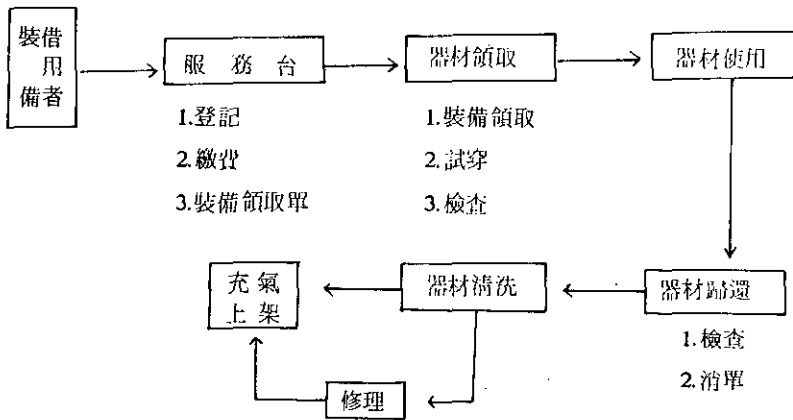 借用者
裝備
服務台
1.登記
2.繳費
3.裝備領取單
器材領取
1.裝備領取
2.試穿
3.檢查
器材使用
器材歸還
1.檢查
2.消單
器材清洗
修理
充氣
上架